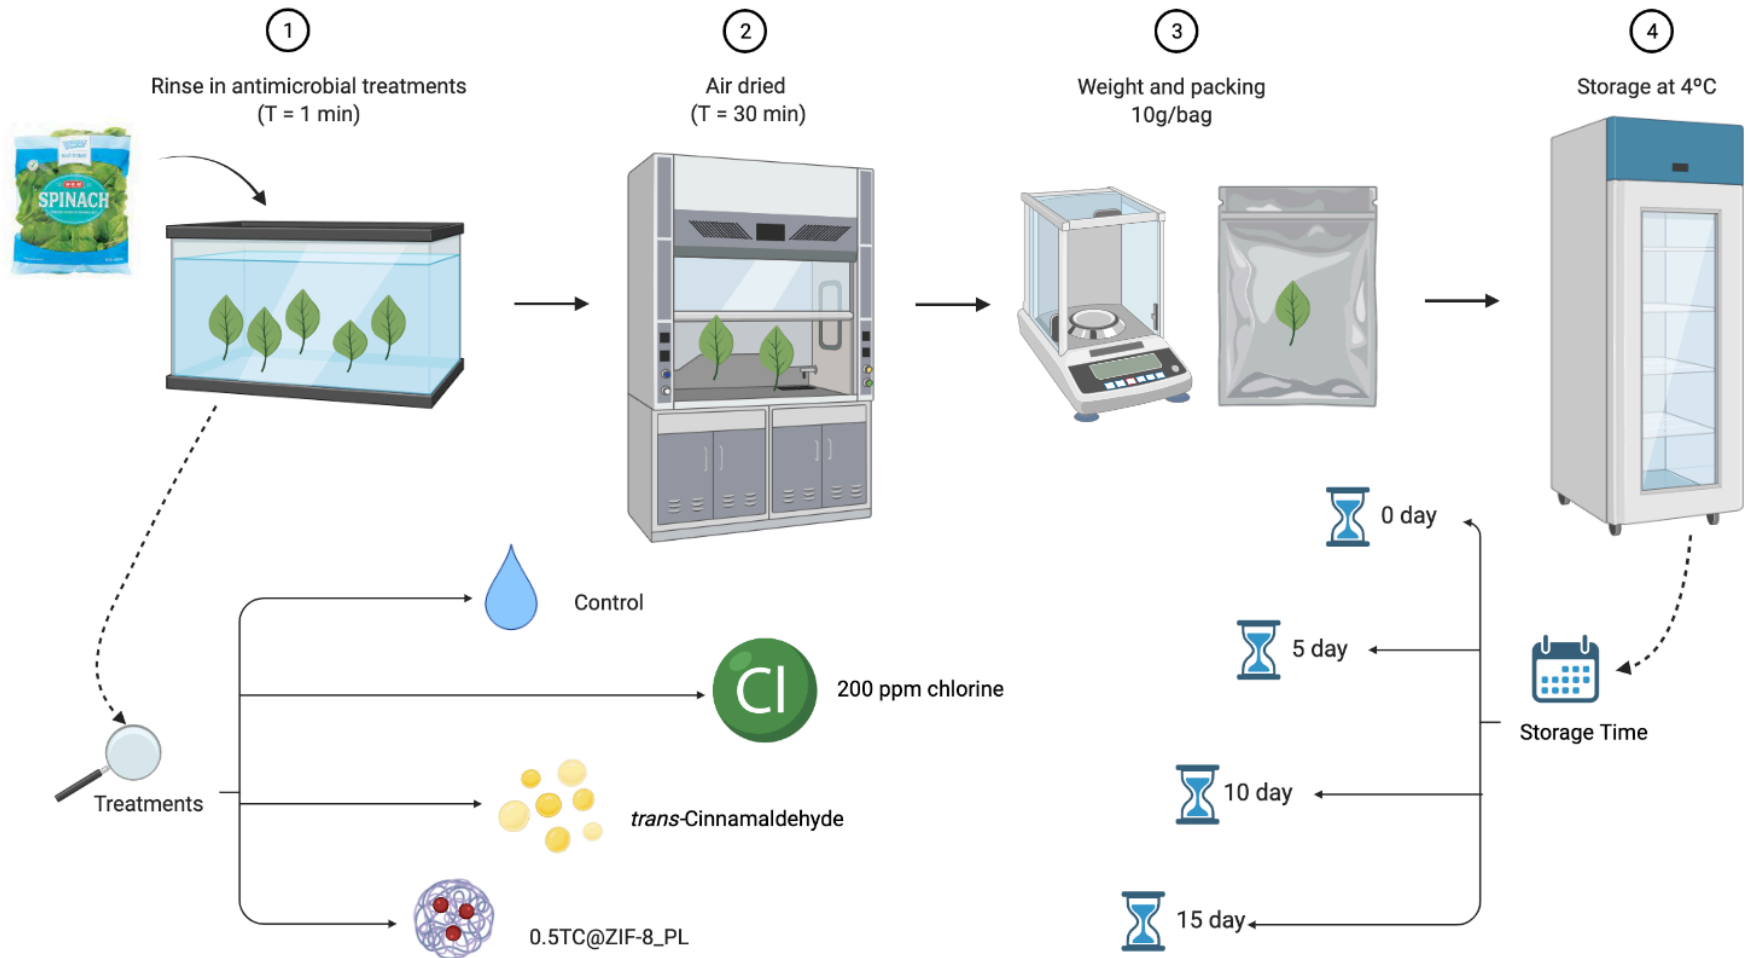 1
Rinse in antimicrobial treatments
(T = 1 min)
2
Air dried
(T = 30 min)
3
Weight and packing
10g/bag
4
Storage at 4ºC
SPINACH
Control
Cl
200 ppm chlorine
trans-Cinnamaldehyde
0.5TC@ZIF-8_PL
Treatments
0 day
5 day
10 day
15 day
Storage Time